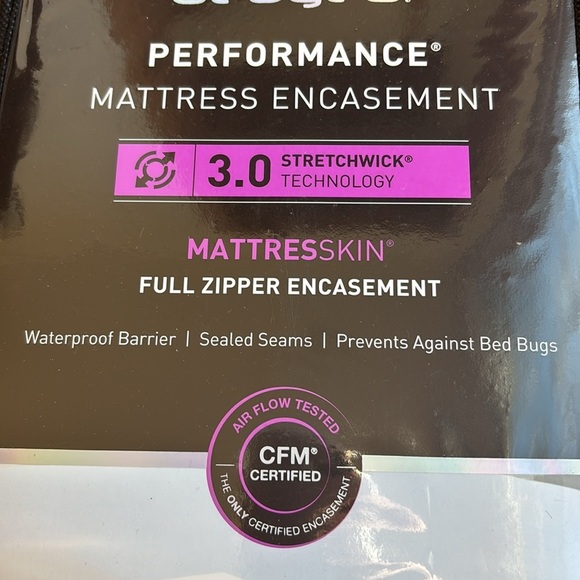 PERFORMANCE®
MATTRESS ENCASEMENT
3.0 STRETCHWICK®
TECHNOLOGY
MATTRESSKIN®
FULL ZIPPER ENCASEMENT
Waterproof Barrier | Sealed Seams | Prevents Against Bed Bugs
AIR FLOW TESTED
CFM®
CERTIFIED
THE ONLY CERTIFIED ENCASEMENT